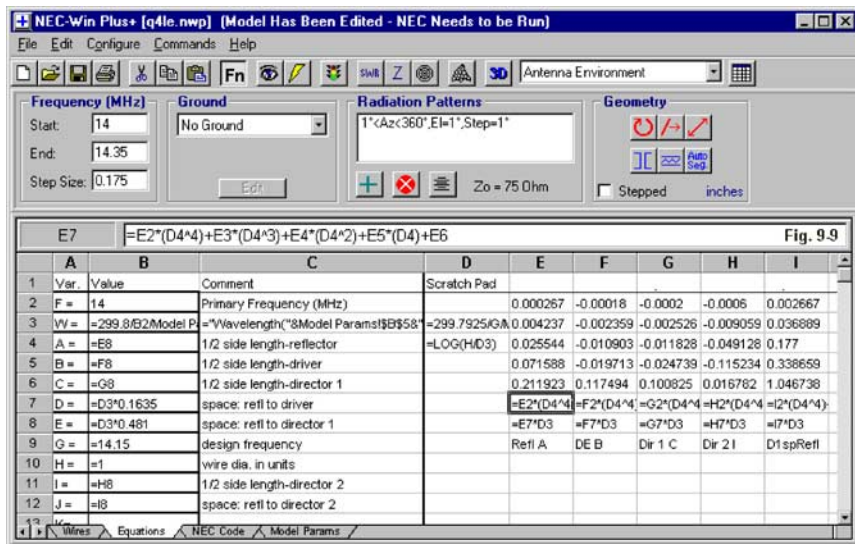 NEC-Win Plus+ [q4le.nwp] (Model Has Been Edited - NEC Needs to be Run)
File Edit Configure Commands Help
Fn SWR Z 3D Antenna Environment
Frequency (MHz) Ground Radiation Patterns Geometry
Start: 14 No Ground 1°<Az<360°,El=1°,Step=1°
End: 14.35
Step Size: 0.175 Edit Zo = 75 Ohm Auto Seg. Stepped inches
E7 =E2*(D4^4)+E3*(D4^3)+E4*(D4^2)+E5*(D4)+E6 Fig. 9-9
A B C D E F G H I
1 Var. Value Comment Scratch Pad
2 F = 14 Primary Frequency (MHz) 0.000267 -0.00018 -0.0002 -0.0006 0.002667
3 W = =299.8/B2/Model Pa ="Wavelength("&Model Params!$B$5&" =299.7925/G/M 0.004237 -0.002359 -0.002526 -0.009059 0.036889
4 A = =E8 1/2 side length-reflector =LOG(H/D3) 0.025544 -0.010903 -0.011828 -0.049128 0.177
5 B = =F8 1/2 side length-driver 0.071588 -0.019713 -0.024739 -0.115234 0.338659
6 C = =G8 1/2 side length-director 1 0.211923 0.117494 0.100825 0.016782 1.046738
7 D = =D3*0.1635 space: refl to driver =E2*(D4^4) =F2*(D4^4) =G2*(D4^4 =H2*(D4^4 =I2*(D4^4)-
8 E = =D3*0.481 space: refl to director 1 =E7*D3 =F7*D3 =G7*D3 =H7*D3 =I7*D3
9 G = =14.15 design frequency Refl A DE B Dir 1 C Dir 2 I D1spRefl
10 H = =1 wire dia. in units
11 I = =H8 1/2 side length-director 2
12 J = =I8 space: refl to director 2
13
Wires Equations NEC Code Model Params